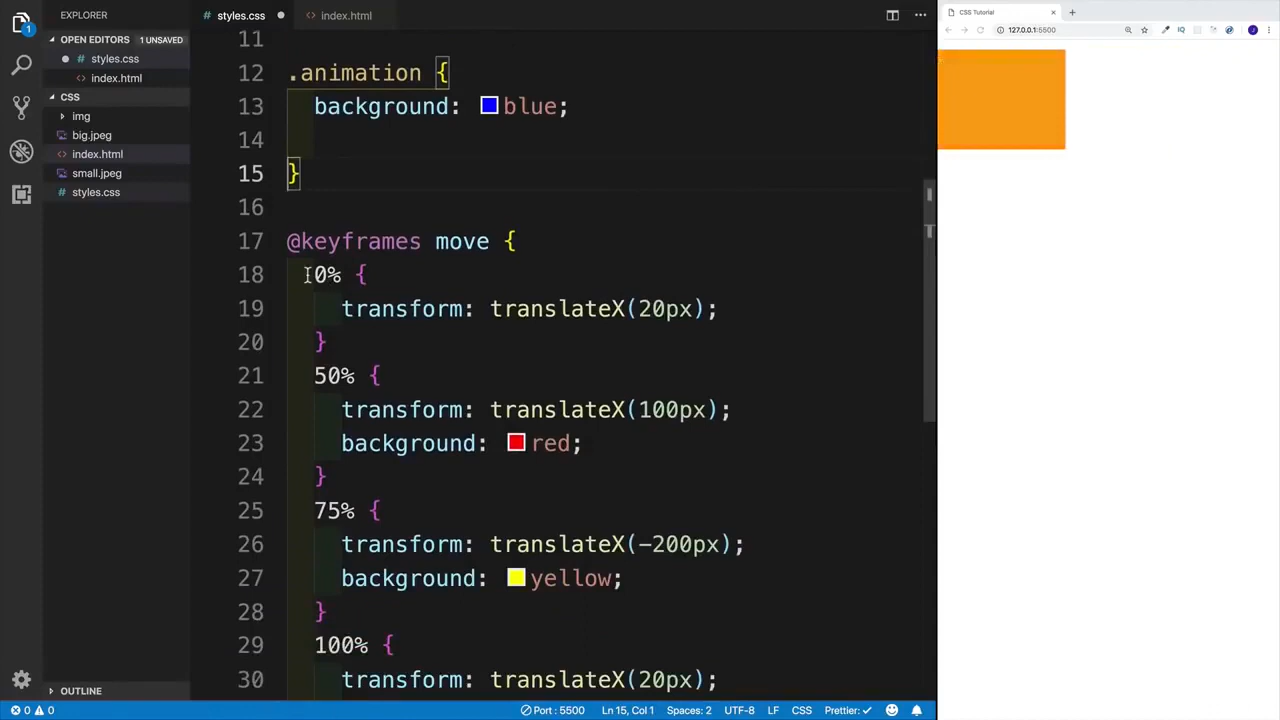 EXPLORER
OPEN EDITORS 1 UNSAVED
styles.css
index.html
CSS
img
big.jpeg
index.html
small.jpeg
styles.css
OUTLINE
1
styles.css
index.html
11
12 .animation {
13 background: blue;
14
15 }
16
17 @keyframes move {
18 0% {
19 transform: translateX(20px);
20 }
21 50% {
22 transform: translateX(100px);
23 background: red;
24 }
25 75% {
26 transform: translateX(-200px);
27 background: yellow;
28 }
29 100% {
30 transform: translateX(20px);
0 0
Port : 5500 Ln 15, Col 1 Spaces: 2 UTF-8 LF CSS Prettier: ✓
CSS Tutorial
127.0.0.1:5500